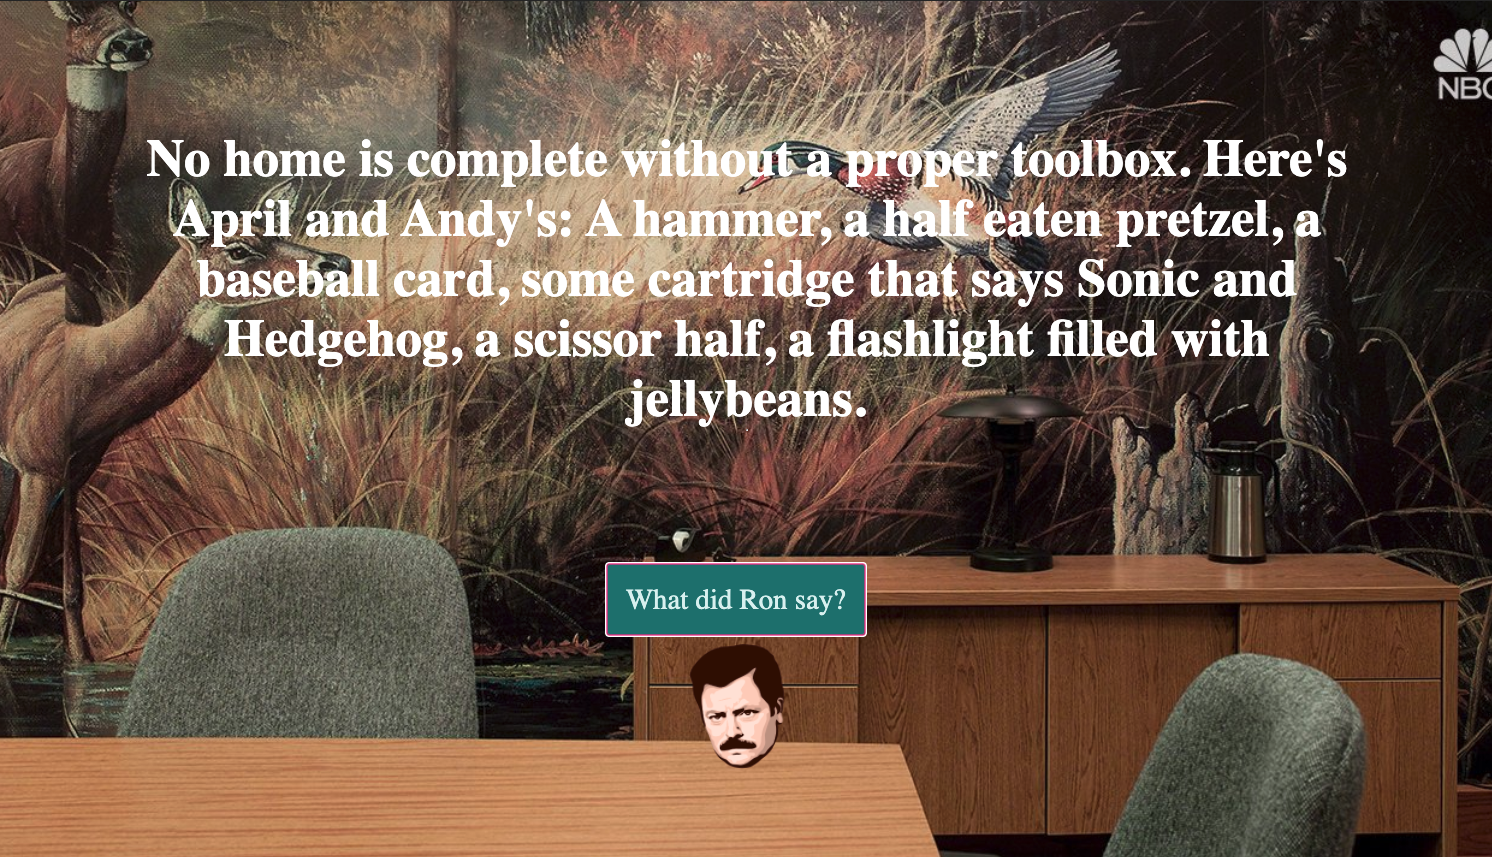 NBC
No home is complete without a proper toolbox. Here's
April and Andy's: A hammer, a half eaten pretzel, a
baseball card, some cartridge that says Sonic and
Hedgehog, a scissor half, a flashlight filled with
jellybeans.
What did Ron say?